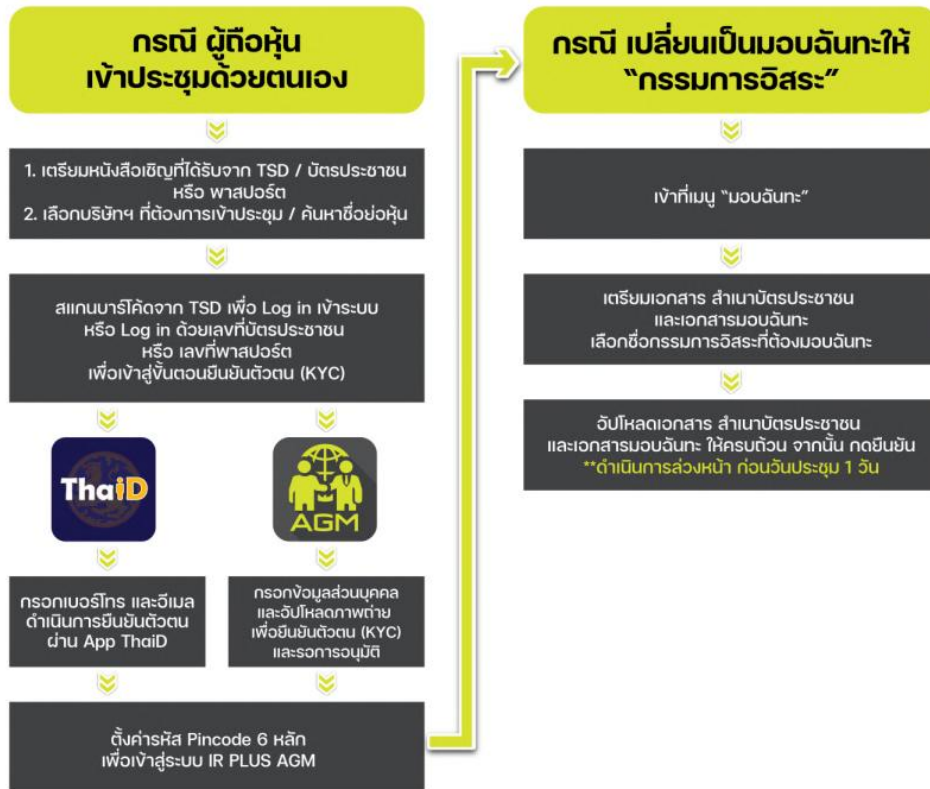 กรณี ผู้ถือหุ้น
เข้าประชุมด้วยตนเอง
1. เตรียมหนังสือเชิญที่ได้รับจาก TSD / บัตรประชาชน
หรือ พาสปอร์ต
2. เลือกบริษัทฯ ที่ต้องการเข้าประชุม / ค้นหาชื่อย่อหุ้น
สแกนบาร์โค้ดจาก TSD เพื่อ Log in เข้าระบบ
หรือ Log in ด้วยเลขที่บัตรประชาชน
หรือ เลขที่พาสปอร์ต
เพื่อเข้าสู่ขั้นตอนยืนยันตัวตน (KYC)
ThaiD
กรอกเบอร์โทร และอีเมล
ดำเนินการยืนยันตัวตน
ผ่าน App ThaiD
AGM
กรอกข้อมูลส่วนบุคคล
และอัปโหลดภาพถ่าย
เพื่อยืนยันตัวตน (KYC)
และรอการอนุมัติ
ตั้งค่ารหัส Pincode 6 หลัก
เพื่อเข้าสู่ระบบ IR PLUS AGM
กรณี เปลี่ยนเป็นมอบฉันทะให้
“กรรมการอิสระ”
เข้าที่เมนู “มอบฉันทะ”
เตรียมเอกสาร สำเนาบัตรประชาชน
และเอกสารมอบฉันทะ
เลือกชื่อกรรมการอิสระที่ต้องมอบฉันทะ
อัปโหลดเอกสาร สำเนาบัตรประชาชน
และเอกสารมอบฉันทะ ให้ครบถ้วน จากนั้น กดยืนยัน
**ดำเนินการล่วงหน้า ก่อนวันประชุม 1 วัน